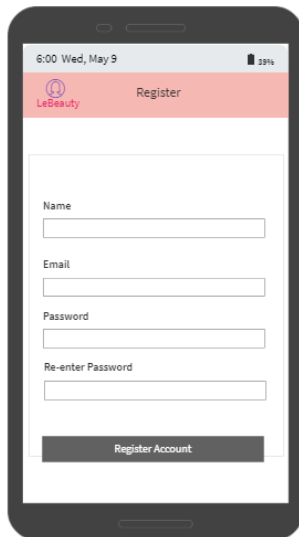 6:00 Wed, May 9 39%
LeBeauty
Register
Name
Email
Password
Re-enter Password
Register Account